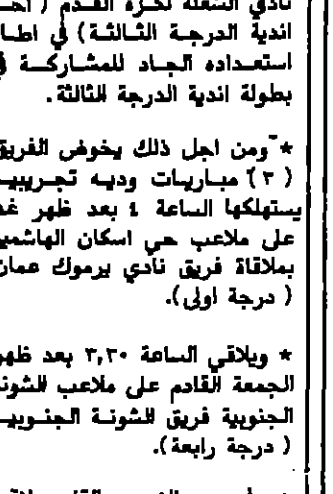 نادي الشعلة لكرة القدم ( احد
اندية الدرجة الثالثة) في اطار
استعداده الجاد للمشاركة في
بطولة اندية الدرجة الثالثة.
* ومن اجل ذلك يخوض الفريق
( ٣ ) مباريات وديه تجريبيه
يستهلكها الساعة ٤ بعد ظهر غد
على ملاعب حي اسكان الهاشمي
بملاقاة فريق نادي يرموك عمان
( درجة اولى).
* ويلاقي الساعة ٣,٣٠ بعد ظهر
الجمعة القادم على ملاعب الشونة
الجنوبية فريق الشونة الجنوبية
( درجة رابعة).